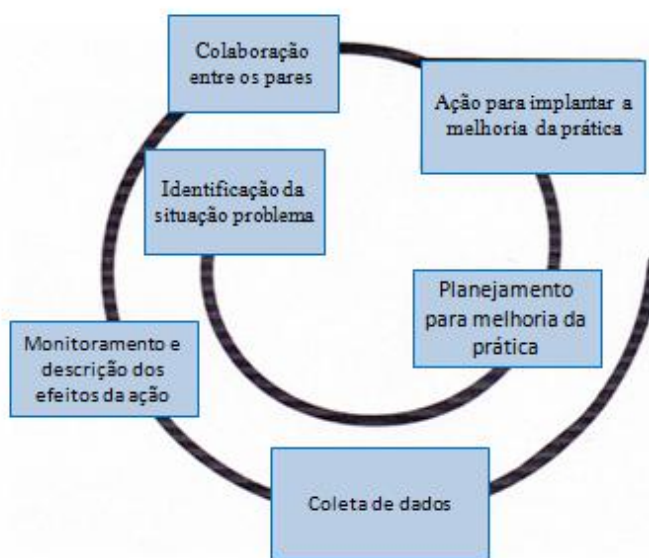 Colaboração
entre os pares
Ação para implantar a
melhoria da prática
Identificação da
situação problema
Planejamento
para melhoria da
prática
Monitoramento e
descrição dos
efeitos da ação
Coleta de dados